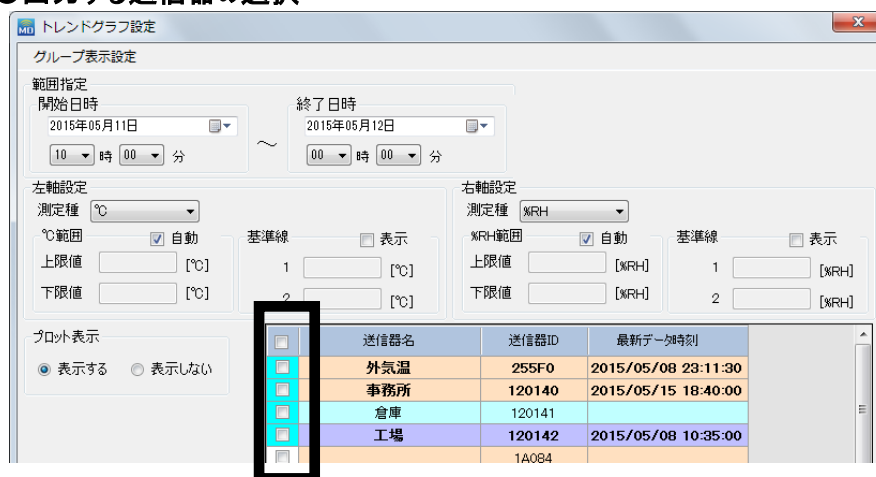 トレンドグラフ設定
グループ表示設定
範囲指定
開始日時 終了日時
2015年05月11日 2015年05月12日
10 時 00 分 ～ 00 時 00 分
左軸設定 右軸設定
測定種 ℃ 測定種 %RH
℃範囲 自動 基準線 表示 %RH範囲 自動 基準線 表示
上限値 [℃] 1 [℃] 上限値 [%RH] 1 [%RH]
下限値 [℃] 2 [℃] 下限値 [%RH] 2 [%RH]
プロット表示 送信器名 送信器ID 最新データ時刻
表示する 表示しない 外気温 255F0 2015/05/08 23:11:30
事務所 120140 2015/05/15 18:40:00
倉庫 120141
工場 120142 2015/05/08 10:35:00
1A084